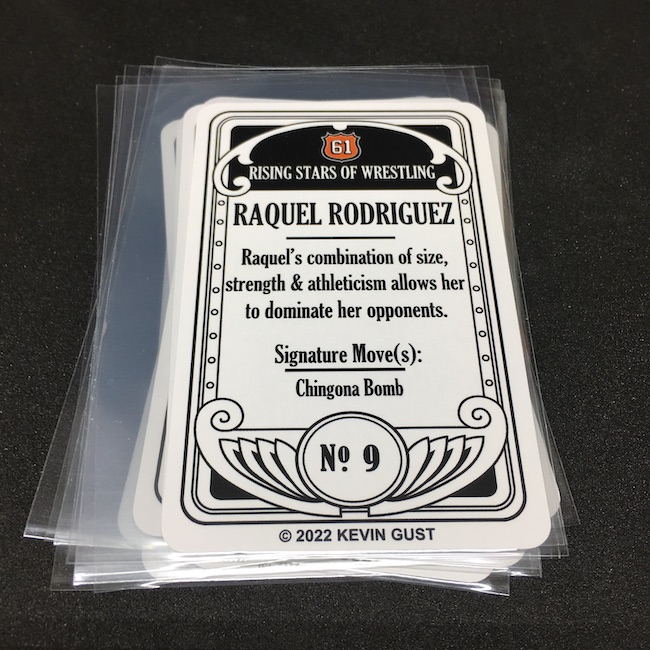 61
RISING STARS OF WRESTLING
RAQUEL RODRIGUEZ
Raquel's combination of size,
strength & athleticism allows her
to dominate her opponents.
Signature Move(s):
Chingona Bomb
Nº 9
© 2022 KEVIN GUST